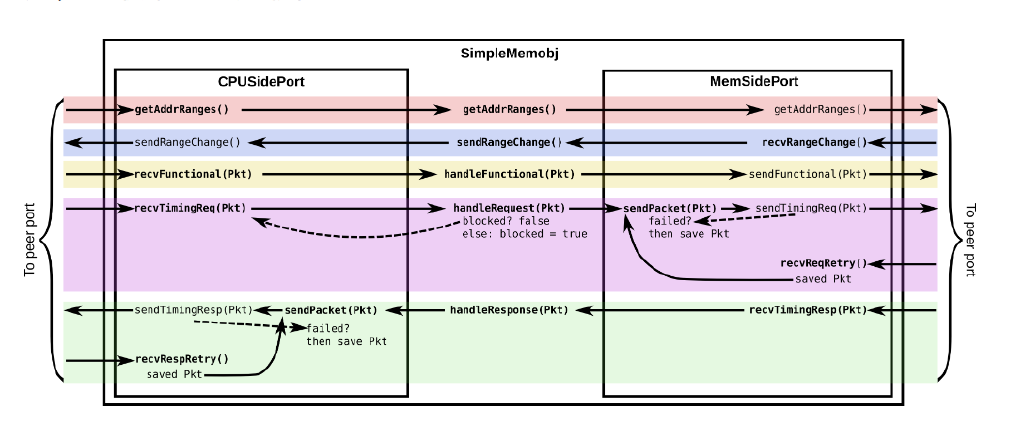 SimpleMemobj
CPUSidePort
MemSidePort
getAddrRanges() getAddrRanges() getAddrRanges()
sendRangeChange() sendRangeChange() recvRangeChange()
recvFunctional(Pkt) handleFunctional(Pkt) sendFunctional(Pkt)
recvTimingReq(Pkt) handleRequest(Pkt) sendPacket(Pkt) sendTimingReq(Pkt)
blocked? false failed?
else: blocked = true then save Pkt
recvReqRetry()
saved Pkt
sendTimingResp(Pkt) sendPacket(Pkt) handleResponse(Pkt) recvTimingResp(Pkt)
failed?
then save Pkt
recvRespRetry()
saved Pkt
To peer port
To peer port